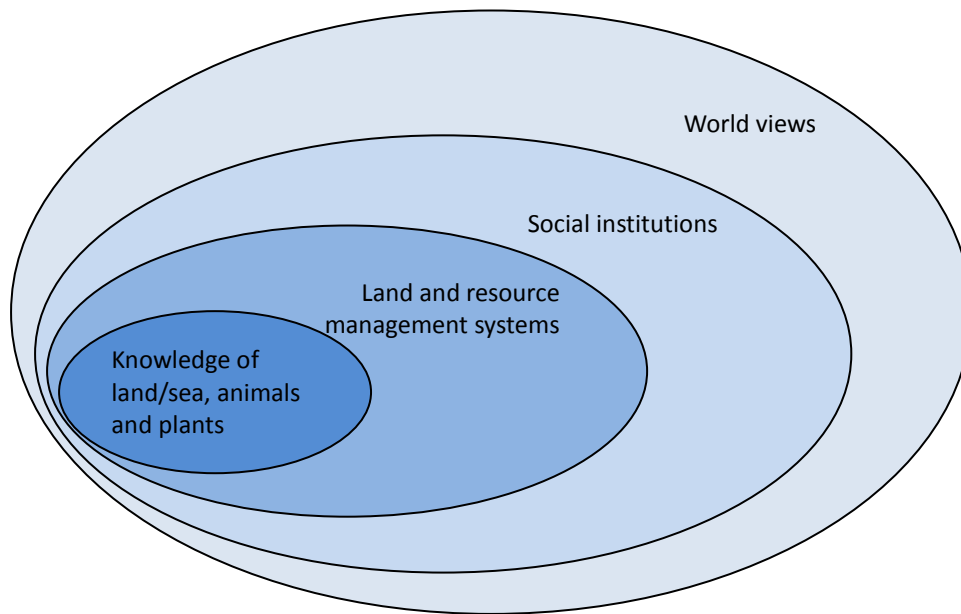 World views
Social institutions
Land and resource
management systems
Knowledge of
land/sea, animals
and plants